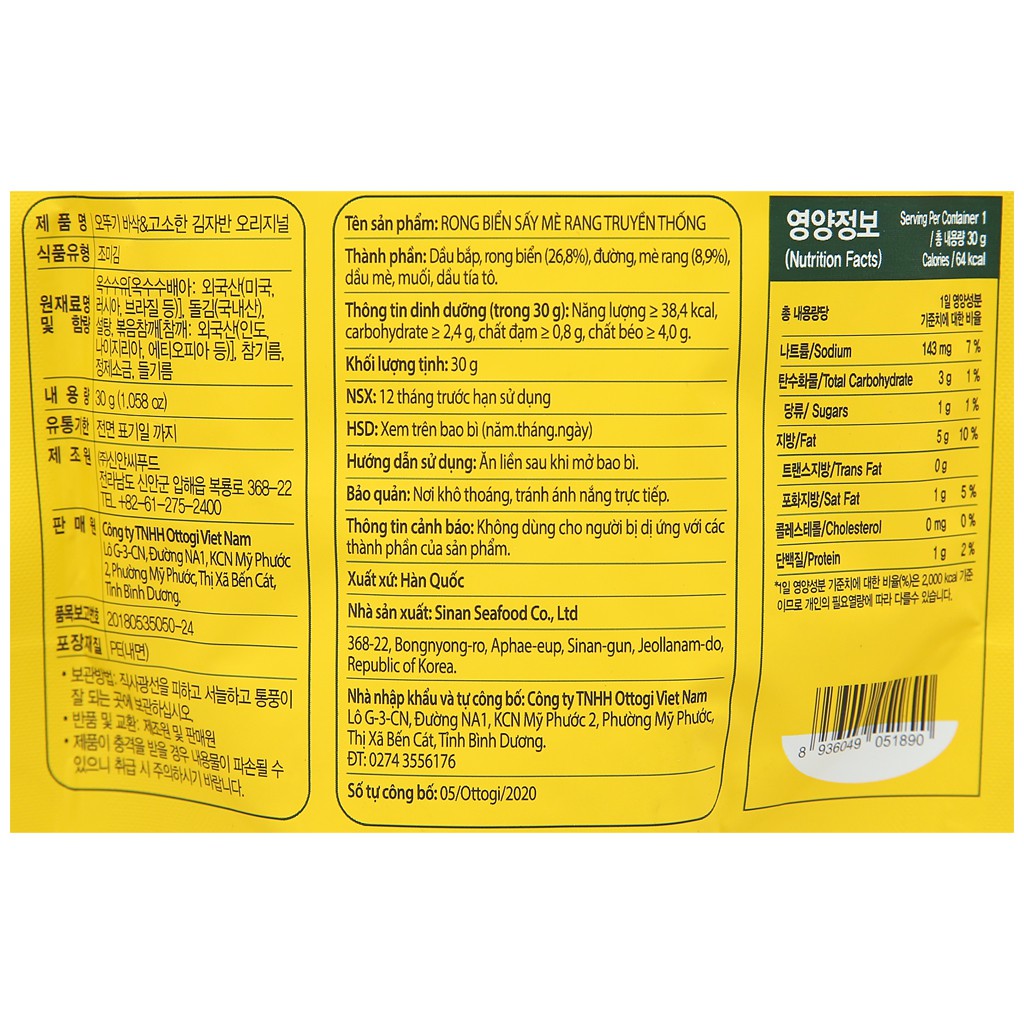 제품명 오뚜기 바삭&고소한 김자반 오리지널
식품유형 조미김
원재료명 및 함량
옥수수유[옥수수배아: 외국산(미국,
러시아, 브라질 등)], 돌김(국내산),
설탕, 볶음참깨[참깨: 외국산(인도,
나이지리아, 에티오피아 등)], 참기름,
정제소금, 들기름
내용량 30 g (1.058 oz)
유통기한 전면 표기일 까지
제조원 ㈜신안씨푸드
전라남도 신안군 압해읍 복룡로 368-22
TEL. +82-61-275-2400
판매원 Công ty TNHH Ottogi Viet Nam
Lô G-3-CN, Đường NA1, KCN Mỹ Phước
2, Phường Mỹ Phước, Thị Xã Bến Cát,
Tỉnh Bình Dương.
품목보고번호 20180535050-24
포장재질 PE(내면)
• 보관방법: 직사광선을 피하고 서늘하고 통풍이
잘 되는 곳에 보관하십시오
• 반품 및 교환: 제조원 및 판매원
• 제품이 충격을 받을 경우 내용물이 파손될 수
있으니 취급 시 주의하시기 바랍니다.
Tên sản phẩm: RONG BIỂN SẤY MÈ RANG TRUYỀN THỐNG
Thành phần: Dầu bắp, rong biển (26,8%), đường, mè rang (8,9%),
dầu mè, muối, dầu tía tô.
Thông tin dinh dưỡng (trong 30 g): Năng lượng ≥ 38,4 kcal,
carbohydrate ≥ 2,4 g, chất đạm ≥ 0,8 g, chất béo ≥ 4,0 g.
Khối lượng tịnh: 30 g
NSX: 12 tháng trước hạn sử dụng
HSD: Xem trên bao bì (năm.tháng.ngày)
Hướng dẫn sử dụng: Ăn liền sau khi mở bao bì.
Bảo quản: Nơi khô thoáng, tránh ánh nắng trực tiếp.
Thông tin cảnh báo: Không dùng cho người bị dị ứng với các
thành phần của sản phẩm.
Xuất xứ: Hàn Quốc
Nhà sản xuất: Sinan Seafood Co., Ltd
368-22, Bongnyong-ro, Aphae-eup, Sinan-gun, Jeollanam-do,
Republic of Korea.
Nhà nhập khẩu và tự công bố: Công ty TNHH Ottogi Viet Nam
Lô G-3-CN, Đường NA1, KCN Mỹ Phước 2, Phường Mỹ Phước,
Thị Xã Bến Cát, Tỉnh Bình Dương.
ĐT: 0274 3556176
Số tự công bố: 05/Ottogi/2020
영양정보
(Nutrition Facts)
Serving Per Container 1
/ 총 내용량 30 g
Calories / 64 kcal
총 내용량당
1일 영양성분
기준치에 대한 비율
나트륨/Sodium 143 mg 7 %
탄수화물/Total Carbohydrate 3 g 1 %
당류/ Sugars 1 g 1 %
지방/Fat 5 g 10 %
트랜스지방/Trans Fat 0 g
포화지방/Sat Fat 1 g 5 %
콜레스테롤/Cholesterol 0 mg 0 %
단백질/Protein 1 g 2 %
*1일 영양성분 기준치에 대한 비율(%)은 2,000 kcal 기준
이므로 개인의 필요열량에 따라 다를수 있습니다.
8 936049 051890